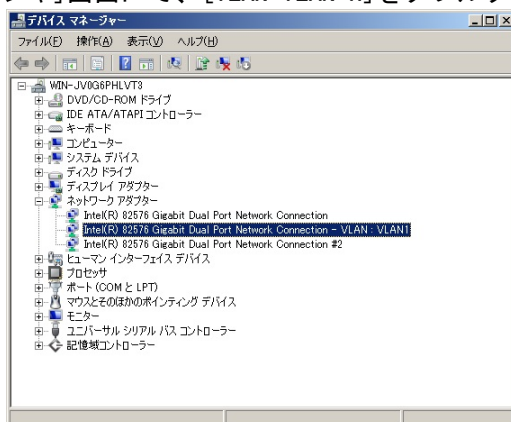 デバイス マネージャー
ファイル(F) 操作(A) 表示(V) ヘルプ(H)
WIN-JV0G6PHLVT3
DVD/CD-ROM ドライブ
IDE ATA/ATAPI コントローラー
キーボード
コンピューター
システム デバイス
ディスク ドライブ
ディスプレイ アダプター
ネットワーク アダプター
Intel(R) 82576 Gigabit Dual Port Network Connection
Intel(R) 82576 Gigabit Dual Port Network Connection - VLAN : VLAN1
Intel(R) 82576 Gigabit Dual Port Network Connection #2
ヒューマン インターフェイス デバイス
プロセッサ
ポート (COM と LPT)
マウスとそのほかのポインティング デバイス
モニター
ユニバーサル シリアル バス コントローラー
記憶域コントローラー